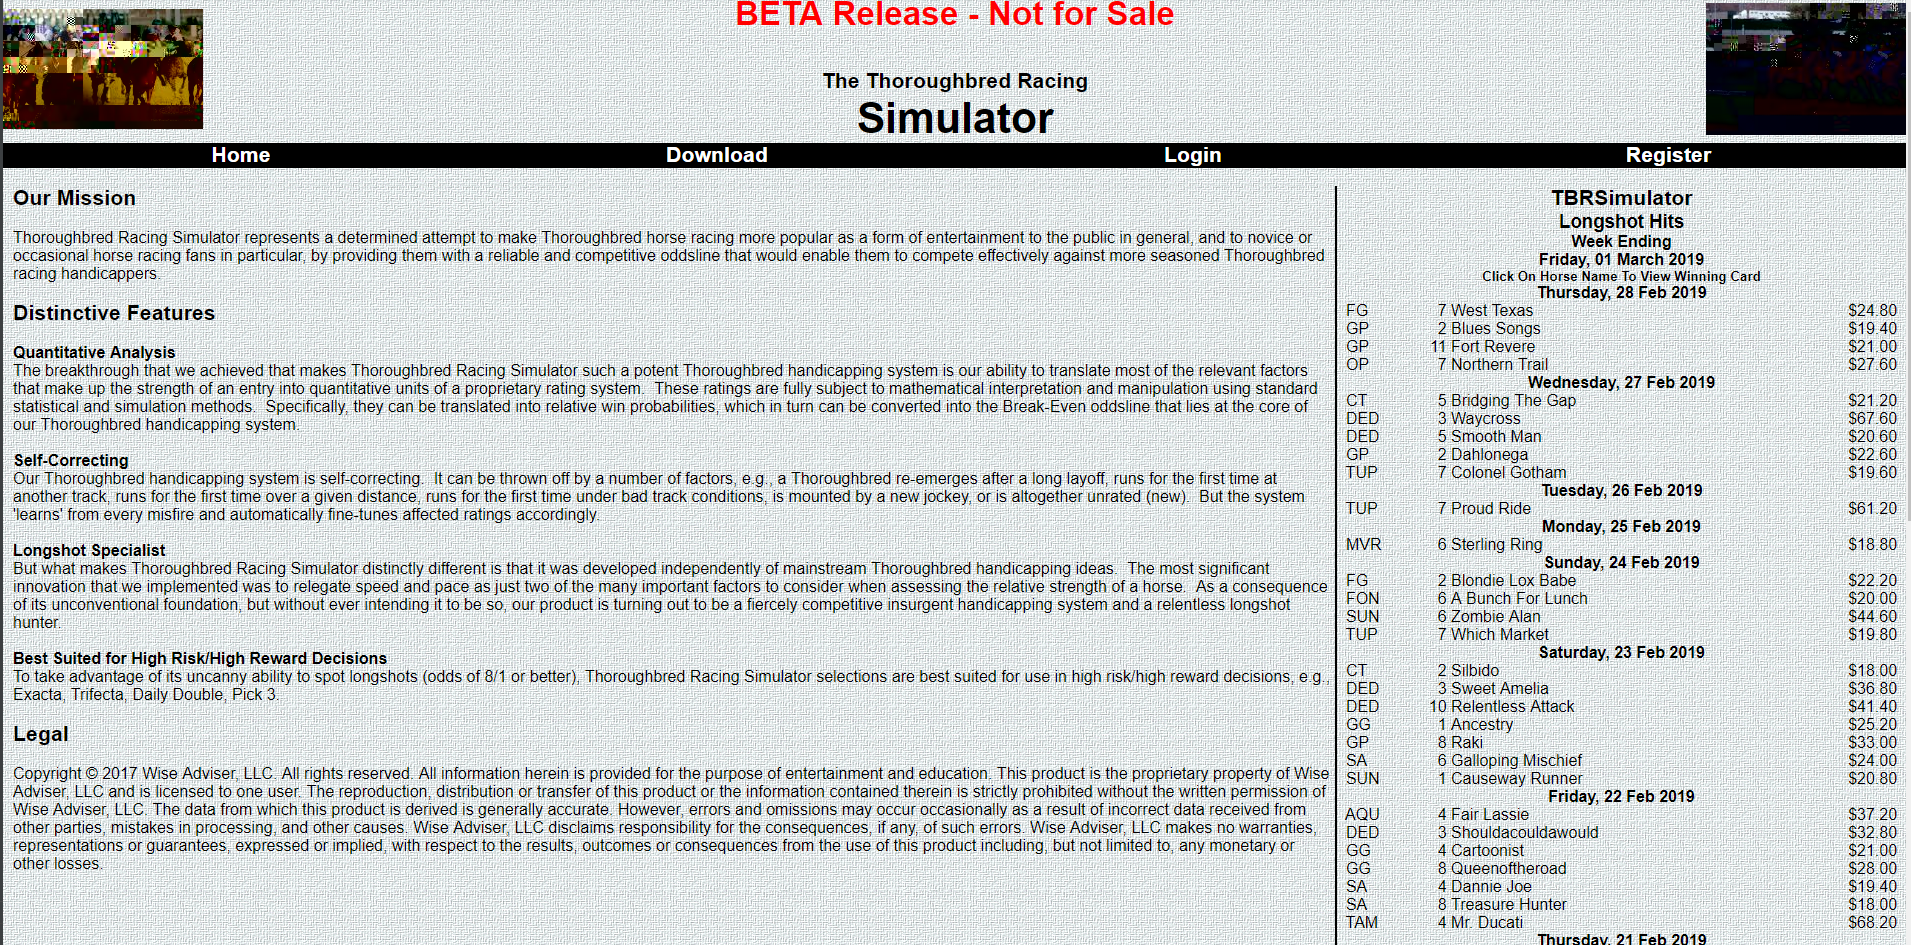 BETA Release - Not for Sale
The Thoroughbred Racing
Simulator
Home Download Login Register
Our Mission
Thoroughbred Racing Simulator represents a determined attempt to make Thoroughbred horse racing more popular as a form of entertainment to the public in general, and to novice or
occasional horse racing fans in particular, by providing them with a reliable and competitive oddsline that would enable them to compete effectively against more seasoned Thoroughbred
racing handicappers.
Distinctive Features
Quantitative Analysis
The breakthrough that we achieved that makes Thoroughbred Racing Simulator such a potent Thoroughbred handicapping system is our ability to translate most of the relevant factors
that make up the strength of an entry into quantitative units of a proprietary rating system. These ratings are fully subject to mathematical interpretation and manipulation using standard
statistical and simulation methods. Specifically, they can be translated into relative win probabilities, which in turn can be converted into the Break-Even oddsline that lies at the core of
our Thoroughbred handicapping system.
Self-Correcting
Our Thoroughbred handicapping system is self-correcting. It can be thrown off by a number of factors, e.g., a Thoroughbred re-emerges after a long layoff, runs for the first time at
another track, runs for the first time over a given distance, runs for the first time under bad track conditions, is mounted by a new jockey, or is altogether unrated (new). But the system
'learns' from every misfire and automatically fine-tunes affected ratings accordingly.
Longshot Specialist
But what makes Thoroughbred Racing Simulator distinctly different is that it was developed independently of mainstream Thoroughbred handicapping ideas. The most significant
innovation that we implemented was to relegate speed and pace as just two of the many important factors to consider when assessing the relative strength of a horse. As a consequence
of its unconventional foundation, but without ever intending it to be so, our product is turning out to be a fiercely competitive insurgent handicapping system and a relentless longshot
hunter.
Best Suited for High Risk/High Reward Decisions
To take advantage of its uncanny ability to spot longshots (odds of 8/1 or better), Thoroughbred Racing Simulator selections are best suited for use in high risk/high reward decisions, e.g.,
Exacta, Trifecta, Daily Double, Pick 3.
Legal
Copyright © 2017 Wise Adviser, LLC. All rights reserved. All information herein is provided for the purpose of entertainment and education. This product is the proprietary property of Wise
Adviser, LLC and is licensed to one user. The reproduction, distribution or transfer of this product or the information contained therein is strictly prohibited without the written permission of
Wise Adviser, LLC. The data from which this product is derived is generally accurate. However, errors and omissions may occur occasionally as a result of incorrect data received from
other parties, mistakes in processing, and other causes. Wise Adviser, LLC disclaims responsibility for the consequences, if any, of such errors. Wise Adviser, LLC makes no warranties,
representations or guarantees, expressed or implied, with respect to the results, outcomes or consequences from the use of this product including, but not limited to, any monetary or
other losses.
TBRSimulator
Longshot Hits
Week Ending
Friday, 01 March 2019
Click On Horse Name To View Winning Card
Thursday, 28 Feb 2019
FG 7 West Texas $24.80
GP 2 Blues Songs $19.40
GP 11 Fort Revere $21.00
OP 7 Northern Trail $27.60
Wednesday, 27 Feb 2019
CT 5 Bridging The Gap $21.20
DED 3 Waycross $67.60
DED 5 Smooth Man $20.60
GP 2 Dahlonega $22.60
TUP 7 Colonel Gotham $19.60
Tuesday, 26 Feb 2019
TUP 7 Proud Ride $61.20
Monday, 25 Feb 2019
MVR 6 Sterling Ring $18.80
Sunday, 24 Feb 2019
FG 2 Blondie Lox Babe $22.20
FON 6 A Bunch For Lunch $20.00
SUN 6 Zombie Alan $44.60
TUP 7 Which Market $19.80
Saturday, 23 Feb 2019
CT 2 Silbido $18.00
DED 3 Sweet Amelia $36.80
DED 10 Relentless Attack $41.40
GG 1 Ancestry $25.20
GP 8 Raki $33.00
SA 6 Galloping Mischief $24.00
SUN 1 Causeway Runner $20.80
Friday, 22 Feb 2019
AQU 4 Fair Lassie $37.20
DED 3 Shouldacouldawould $32.80
GG 4 Cartoonist $21.00
GG 8 Queenoftheroad $28.00
SA 4 Dannie Joe $19.40
SA 8 Treasure Hunter $18.00
TAM 4 Mr. Ducati $68.20
Thursday, 21 Feb 2019